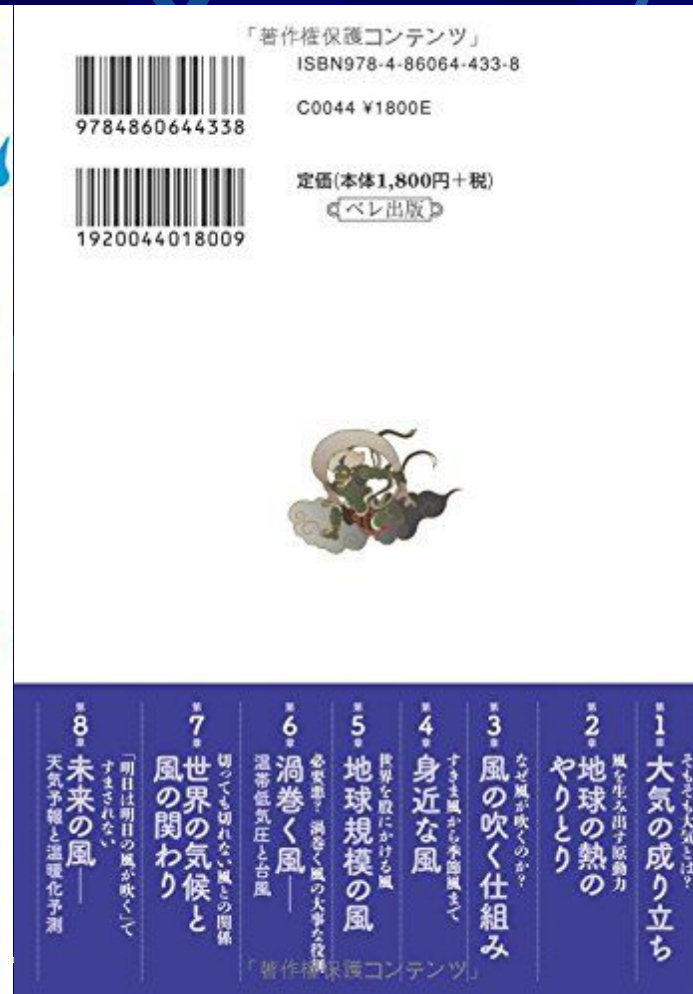 「著作権保護コンテンツ」
ISBN978-4-86064-433-8
C0044 ¥1800E
9784860644338
定価(本体1,800円+税)
ベレ出版
1920044018009
第1章
そもそも大気とは?
大気の成り立ち
第2章
風を生み出す原動力
地球の熱の
やりとり
第3章
なぜ風が吹くのか?
風の吹く仕組み
第4章
すきま風から季節風まで
身近な風
第5章
世界を股にかける風
地球規模の風
第6章
必要悪? 渦巻く風の大事な役割
渦巻く風――
温帯低気圧と台風
第7章
切っても切れない風との関係
世界の気候と
風の関わり
第8章
「明日は明日の風が吹く」で
すまされない
未来の風――
天気予報と温暖化予測
「著作権保護コンテンツ」